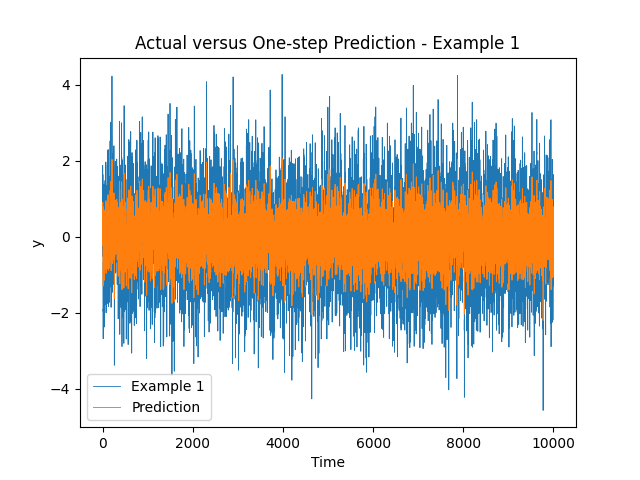 Actual versus One-step Prediction - Example 1
4
2
0
−2
−4
y
Example 1
Prediction
0
2000
4000
6000
8000
10000
Time